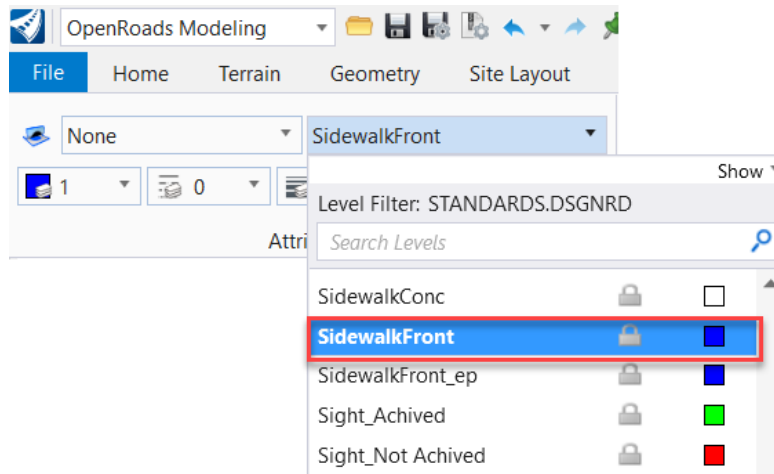 OpenRoads Modeling
File Home Terrain Geometry Site Layout
None SidewalkFront
1 0
Show
Level Filter: STANDARDS.DSGNRD
Attri
Search Levels
SidewalkConc
SidewalkFront
SidewalkFront_ep
Sight_Achived
Sight_Not Achived